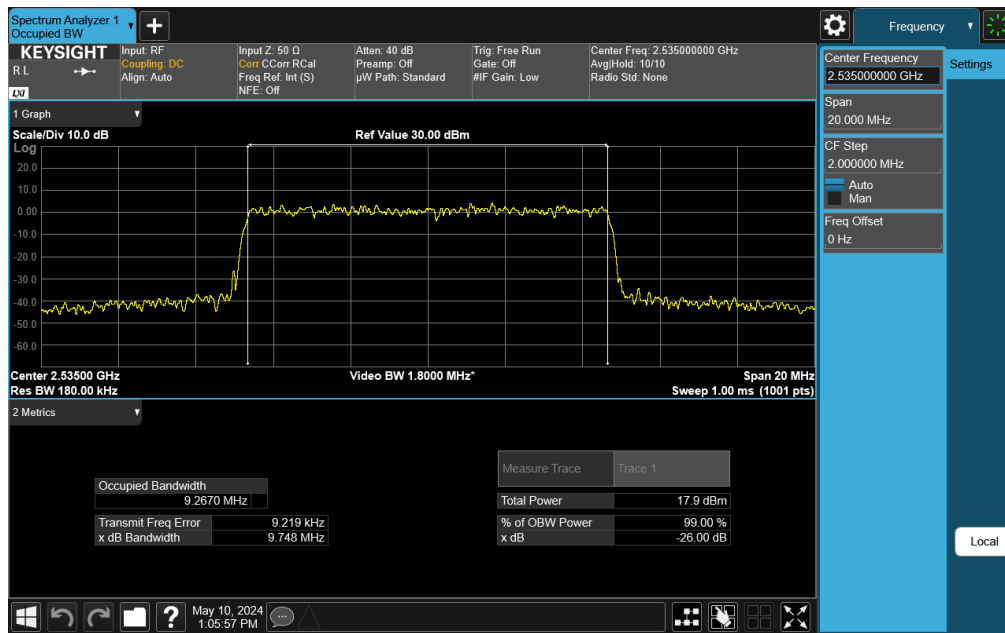 Spectrum Analyzer 1
Occupied BW
Frequency
KEYSIGHT
R L
LXI
Input: RF
Coupling: DC
Align: Auto
Input Z: 50 Ω
Corr CCorr RCal
Freq Ref: Int (S)
NFE: Off
Atten: 40 dB
Preamp: Off
µW Path: Standard
Trig: Free Run
Gate: Off
#IF Gain: Low
Center Freq: 2.535000000 GHz
Avg|Hold: 10/10
Radio Std: None
Center Frequency
2.535000000 GHz
Settings
Span
20.000 MHz
CF Step
2.000000 MHz
Auto
Man
Freq Offset
0 Hz
Local
1 Graph
Scale/Div 10.0 dB
Ref Value 30.00 dBm
Log
20.0
10.0
0.00
-10.0
-20.0
-30.0
-40.0
-50.0
-60.0
Center 2.53500 GHz
Video BW 1.8000 MHz*
Span 20 MHz
Res BW 180.00 kHz
Sweep 1.00 ms (1001 pts)
2 Metrics
Measure Trace
Trace 1
Occupied Bandwidth
9.2670 MHz
Total Power
17.9 dBm
Transmit Freq Error
9.219 kHz
% of OBW Power
99.00 %
x dB Bandwidth
9.748 MHz
x dB
-26.00 dB
?
May 10, 2024
1:05:57 PM